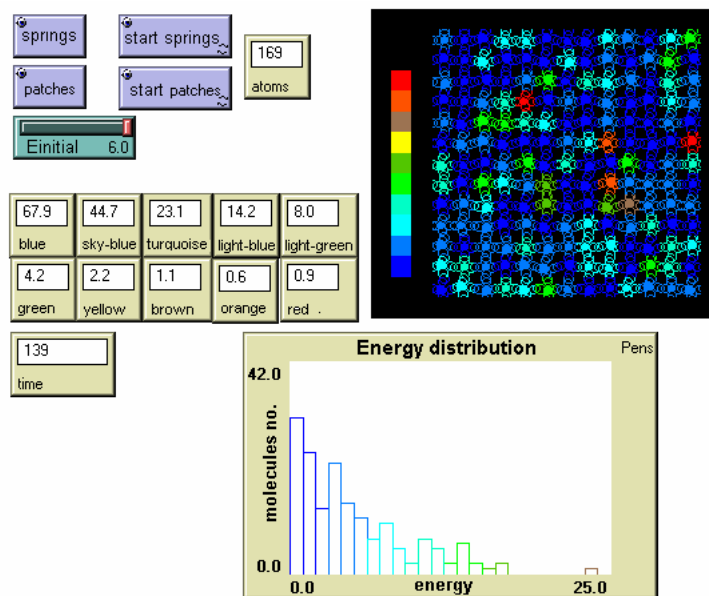 springs
start springs
169
atoms
patches
start patches
Einitial 6.0
67.9 44.7 23.1 14.2 8.0
blue sky-blue turquoise light-blue light-green
4.2 2.2 1.1 0.6 0.9
green yellow brown orange red .
139
time
Energy distribution
Pens
42.0
molecules no.
0.0
0.0 energy 25.0